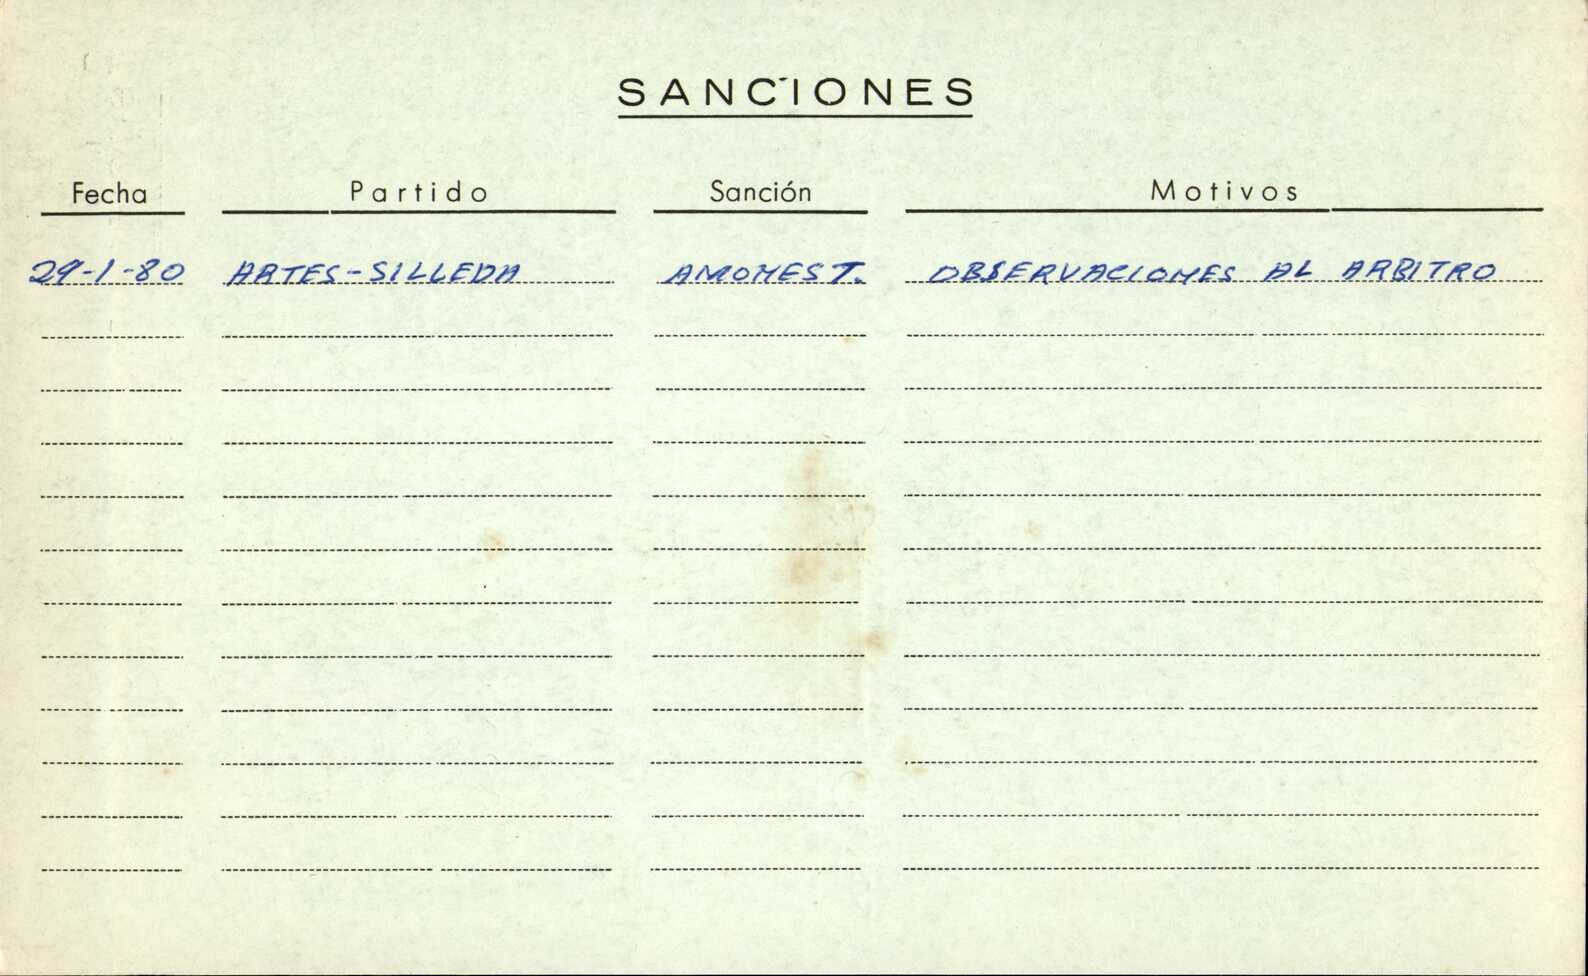 SANCIONES
Fecha Partido Sanción Motivos
29-1-80 ARTES-SILLEDA AMONEST. OBSERVACIONES AL ARBITRO